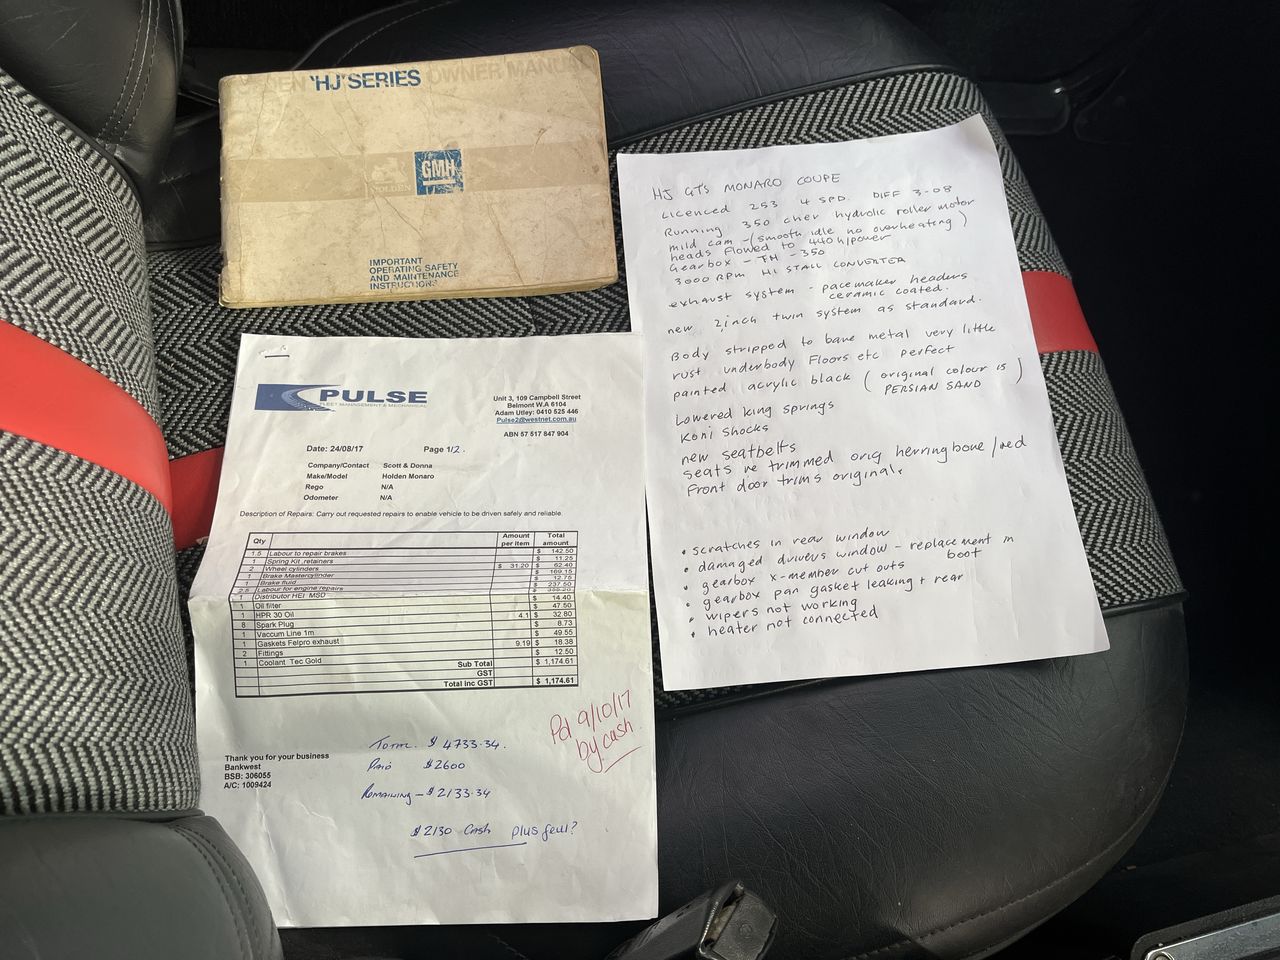 HOLDEN 'HJ' SERIES OWNER MANUAL
HOLDEN
GMH
IMPORTANT
OPERATING SAFETY
AND MAINTENANCE
INSTRUCTIONS
HJ GTS MONARO COUPE
Licenced 253 4 SPD. DIFF 3-08
Running 350 chev hydrolic roller motor
mild cam - (smooth idle no overheating)
heads flowed to 440 h/power
Gearbox - TH - 350
3000 RPM HI STALL CONVERTER
exhaust system - pacemaker headers
ceramic coated.
new 2 inch twin system as standard.
Body stripped to bare metal very little
rust underbody Floors etc perfect
painted acrylic black (original colour is
PERSIAN SAND)
Lowered king springs
Koni shocks
new seatbelts
Seats re trimmed orig herringbone/red
Front door trims original.
• scratches in rear window
• damaged drivers window - replacement in
boot
• gearbox x-member cut outs
• gearbox pan gasket leaking + rear
• wipers not working
• heater not connected
PULSE
FLEET MANAGEMENT & MECHANICAL
Unit 3, 109 Campbell Street
Belmont W.A 6104
Adam Utley: 0410 525 446
Pulse2@westnet.com.au
ABN 57 517 847 904
Date: 24/08/17 Page 1/2.
Company/Contact Scott & Donna
Make/Model Holden Monaro
Rego N/A
Odometer N/A
Description of Repairs: Carry out requested repairs to enable vehicle to be driven safely and reliable.
Qty Amount per item Total amount
1.5 Labour to repair brakes $ 142.50
1 Spring Kit ,retainers $ 11.25
2 Wheel cylinders $ 31.20 $ 62.40
1 Brake Mastercylinder $ 169.15
1 Brake fluid $ 12.75
2.5 Labour for engine repairs $ 237.50
1 Distributor HEI MSD $
1 Oil filter $ 14.40
1 HPR 30 Oil $ 47.50
8 Spark Plug 4.1 $ 32.80
1 Vaccum Line 1m $ 8.73
1 Gaskets Felpro exhaust $ 49.55
2 Fittings 9.19 $ 18.38
1 Coolant Tec Gold $ 12.50
Sub Total $ 1,174.61
GST
Total inc GST $ 1,174.61
Pd 9/10/17
by cash
Thank you for your business
Bankwest
BSB: 306055
A/C: 1009424
TOTAL $ 4733.34.
PAID $2600
REMAINING - $2133.34
$2130 Cash plus fuel?